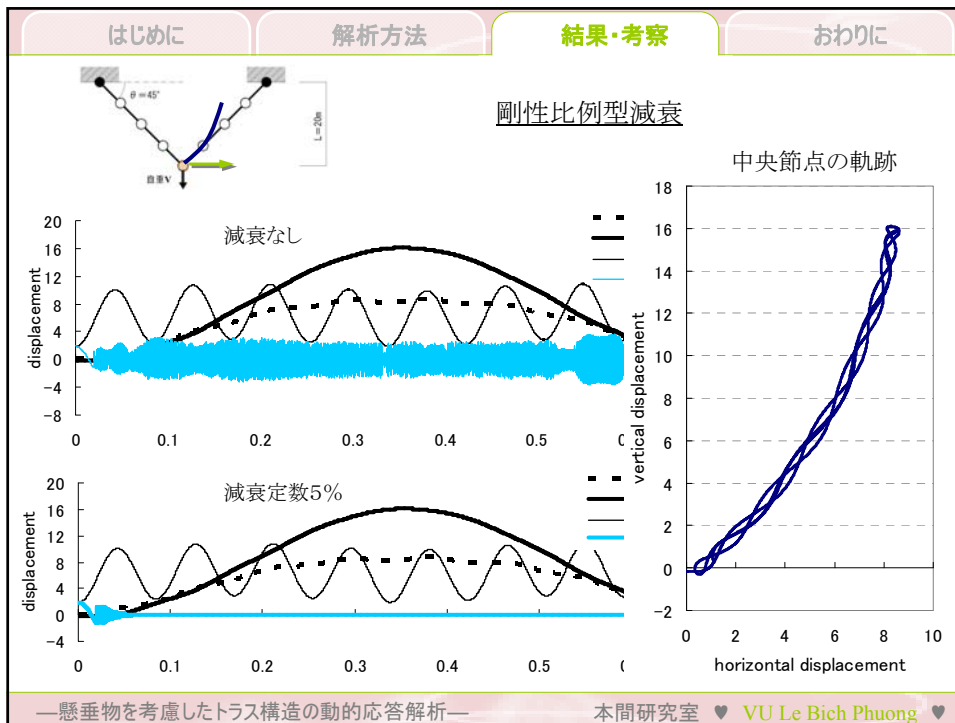 はじめに
解析方法
結果・考察
おわりに
θ=45°
L=20m
自重V
剛性比例型減衰
中央節点の軌跡
減衰なし
displacement
20
16
12
8
4
0
-4
-8
0 0.1 0.2 0.3 0.4 0.5
減衰定数5%
displacement
20
16
12
8
4
0
-4
0 0.1 0.2 0.3 0.4 0.5
vertical displacement
18
16
14
12
10
8
6
4
2
0
-2
0 2 4 6 8 10
horizontal displacement
―懸垂物を考慮したトラス構造の動的応答解析―
本間研究室 ♥ VU Le Bich Phuong ♥